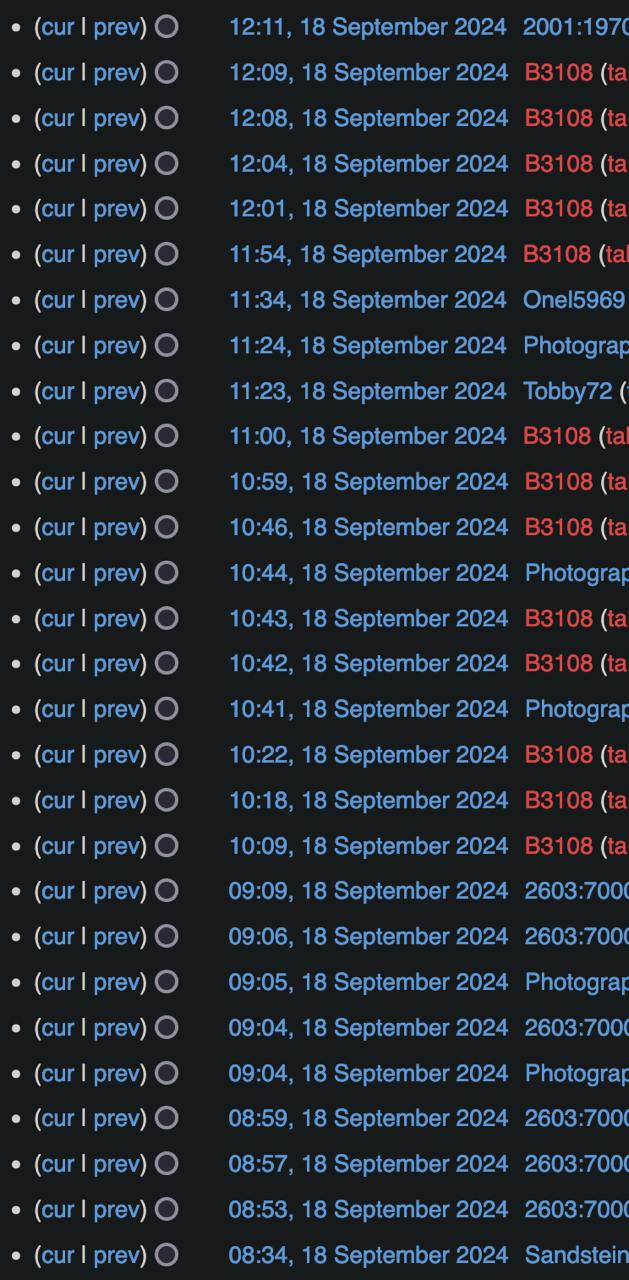 • (cur | prev) 12:11, 18 September 2024 2001:1970
• (cur | prev) 12:09, 18 September 2024 B3108 (ta
• (cur | prev) 12:08, 18 September 2024 B3108 (ta
• (cur | prev) 12:04, 18 September 2024 B3108 (ta
• (cur | prev) 12:01, 18 September 2024 B3108 (ta
• (cur | prev) 11:54, 18 September 2024 B3108 (tal
• (cur | prev) 11:34, 18 September 2024 Onel5969
• (cur | prev) 11:24, 18 September 2024 Photograp
• (cur | prev) 11:23, 18 September 2024 Tobby72 (
• (cur | prev) 11:00, 18 September 2024 B3108 (tal
• (cur | prev) 10:59, 18 September 2024 B3108 (ta
• (cur | prev) 10:46, 18 September 2024 B3108 (ta
• (cur | prev) 10:44, 18 September 2024 Photograp
• (cur | prev) 10:43, 18 September 2024 B3108 (ta
• (cur | prev) 10:42, 18 September 2024 B3108 (ta
• (cur | prev) 10:41, 18 September 2024 Photograp
• (cur | prev) 10:22, 18 September 2024 B3108 (ta
• (cur | prev) 10:18, 18 September 2024 B3108 (ta
• (cur | prev) 10:09, 18 September 2024 B3108 (ta
• (cur | prev) 09:09, 18 September 2024 2603:7000
• (cur | prev) 09:06, 18 September 2024 2603:7000
• (cur | prev) 09:05, 18 September 2024 Photograp
• (cur | prev) 09:04, 18 September 2024 2603:7000
• (cur | prev) 09:04, 18 September 2024 Photograp
• (cur | prev) 08:59, 18 September 2024 2603:7000
• (cur | prev) 08:57, 18 September 2024 2603:7000
• (cur | prev) 08:53, 18 September 2024 2603:7000
• (cur | prev) 08:34, 18 September 2024 Sandstein